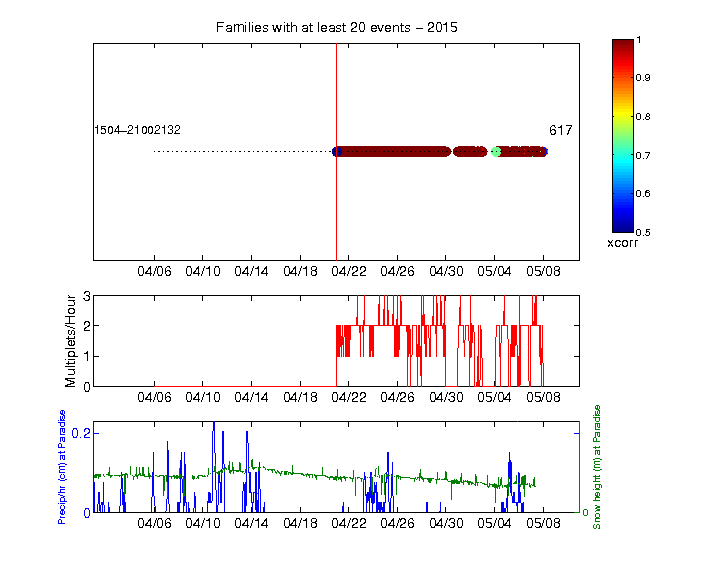 Families with at least 20 events – 2015
1504–21002132
617
04/06 04/10 04/14 04/18 04/22 04/26 04/30 05/04 05/08
1
0.9
0.8
0.7
0.6
0.5
xcorr
Multiplets/Hour
3
2
1
0
04/06 04/10 04/14 04/18 04/22 04/26 04/30 05/04 05/08
Precip/hr (cm) at Paradise
0.2
0
04/06 04/10 04/14 04/18 04/22 04/26 04/30 05/04 05/08
0
Snow height (m) at Paradise